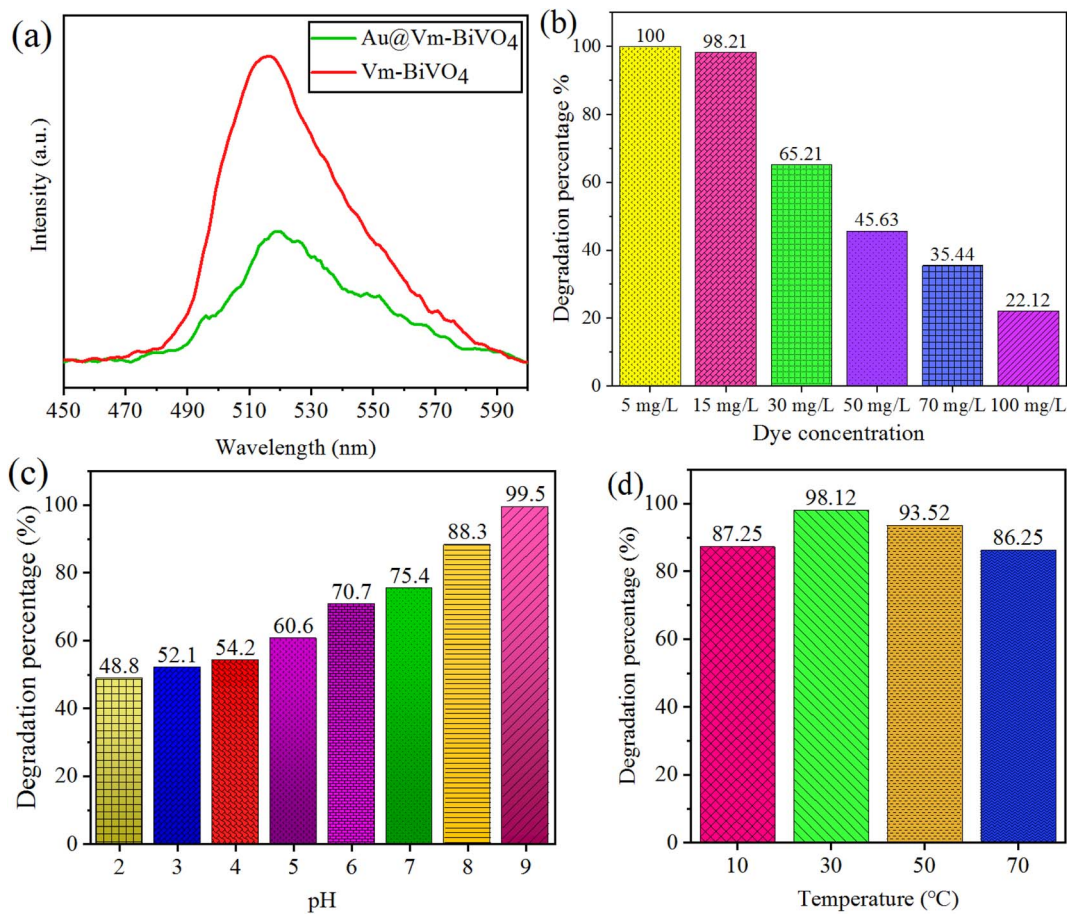 (a)
Au@Vm-BiVO4
Vm-BiVO4
Intensity (a.u.)
450 470 490 510 530 550 570 590
Wavelength (nm)
(b)
Degradation percentage %
100
80
60
40
20
0
100
98.21
65.21
45.63
35.44
22.12
5 mg/L 15 mg/L 30 mg/L 50 mg/L 70 mg/L 100 mg/L
Dye concentration
(c)
Degradation percentage (%)
100
80
60
40
20
0
48.8
52.1
54.2
60.6
70.7
75.4
88.3
99.5
2 3 4 5 6 7 8 9
pH
(d)
Degradation percentage (%)
100
80
60
40
20
0
87.25
98.12
93.52
86.25
10 30 50 70
Temperature (°C)